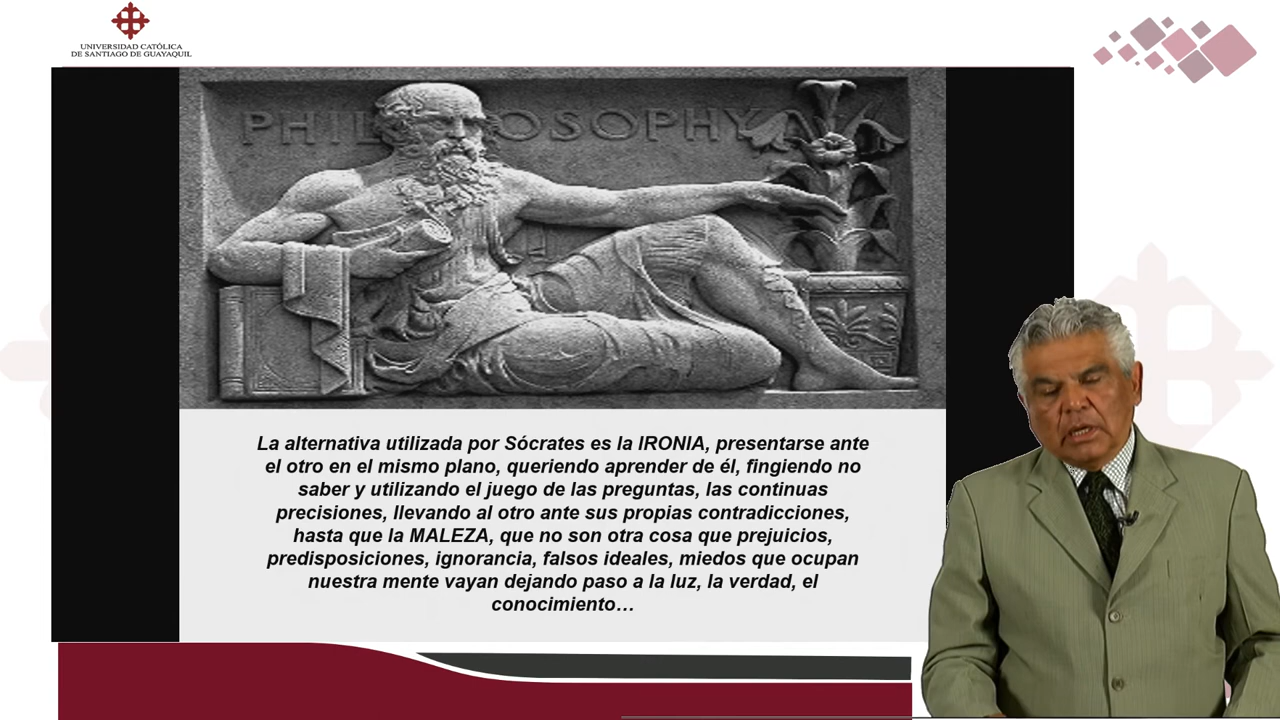 UNIVERSIDAD CATÓLICA
DE SANTIAGO DE GUAYAQUIL
PHILOSOPHY
La alternativa utilizada por Sócrates es la IRONIA, presentarse ante
el otro en el mismo plano, queriendo aprender de él, fingiendo no
saber y utilizando el juego de las preguntas, las continuas
precisiones, llevando al otro ante sus propias contradicciones,
hasta que la MALEZA, que no son otra cosa que prejuicios,
predisposiciones, ignorancia, falsos ideales, miedos que ocupan
nuestra mente vayan dejando paso a la luz, la verdad, el
conocimiento…